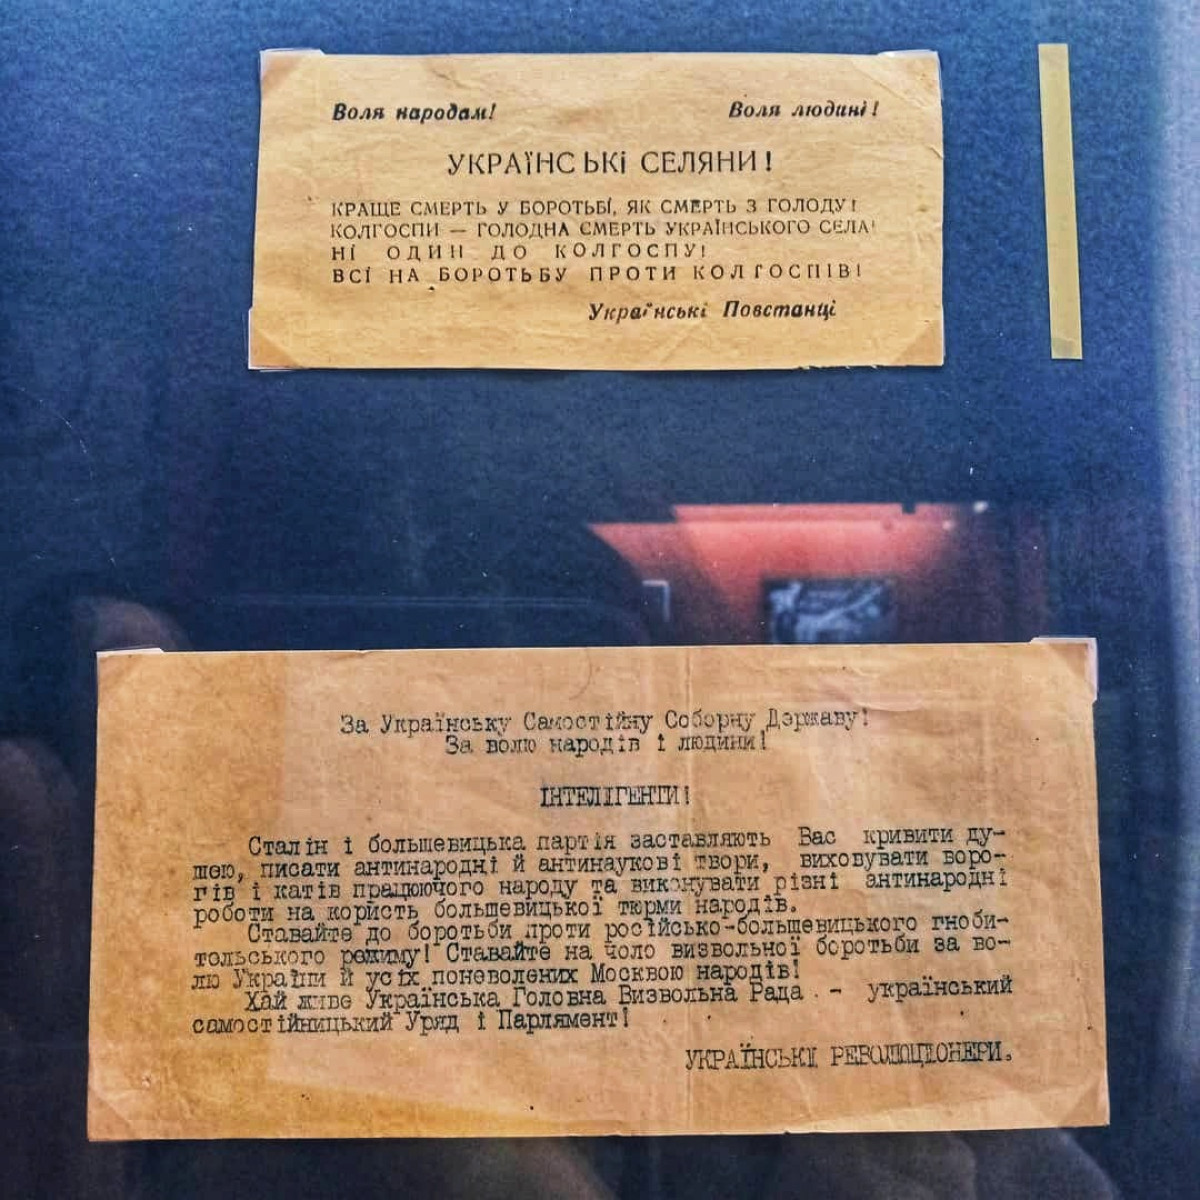 Воля народам! Воля людині!
УКРАЇНСЬКІ СЕЛЯНИ!
КРАЩЕ СМЕРТЬ У БОРОТЬБІ, ЯК СМЕРТЬ З ГОЛОДУ!
КОЛГОСПИ — ГОЛОДНА СМЕРТЬ УКРАЇНСЬКОГО СЕЛА!
НІ ОДИН ДО КОЛГОСПУ!
ВСІ НА БОРОТЬБУ ПРОТИ КОЛГОСПІВ!
Українські Повстанці
За Українську Самостійну Соборну Державу!
За волю народів і людини!
ІНТЕЛІГЕНТИ!
Сталін і большевицька партія заставляють Вас кривити ду-
шею, писати антинародні й антинаукові твори, виховувати воро-
гів і катів працюючого народу та виконувати різні антинародні
роботи на користь большевицької тюрми народів.
Ставайте до боротьби проти російсько-большевицького гноби-
тольського режиму! Ставайте на чоло визвольної боротьби за во-
лю України й усіх поневолених Москвою народів!
Хай живе Українська Головна Визвольна Рада - український
самостійницький Уряд і Парлямент!
УКРАЇНСЬКІ РЕВОЛЮЦІОНЕРИ.